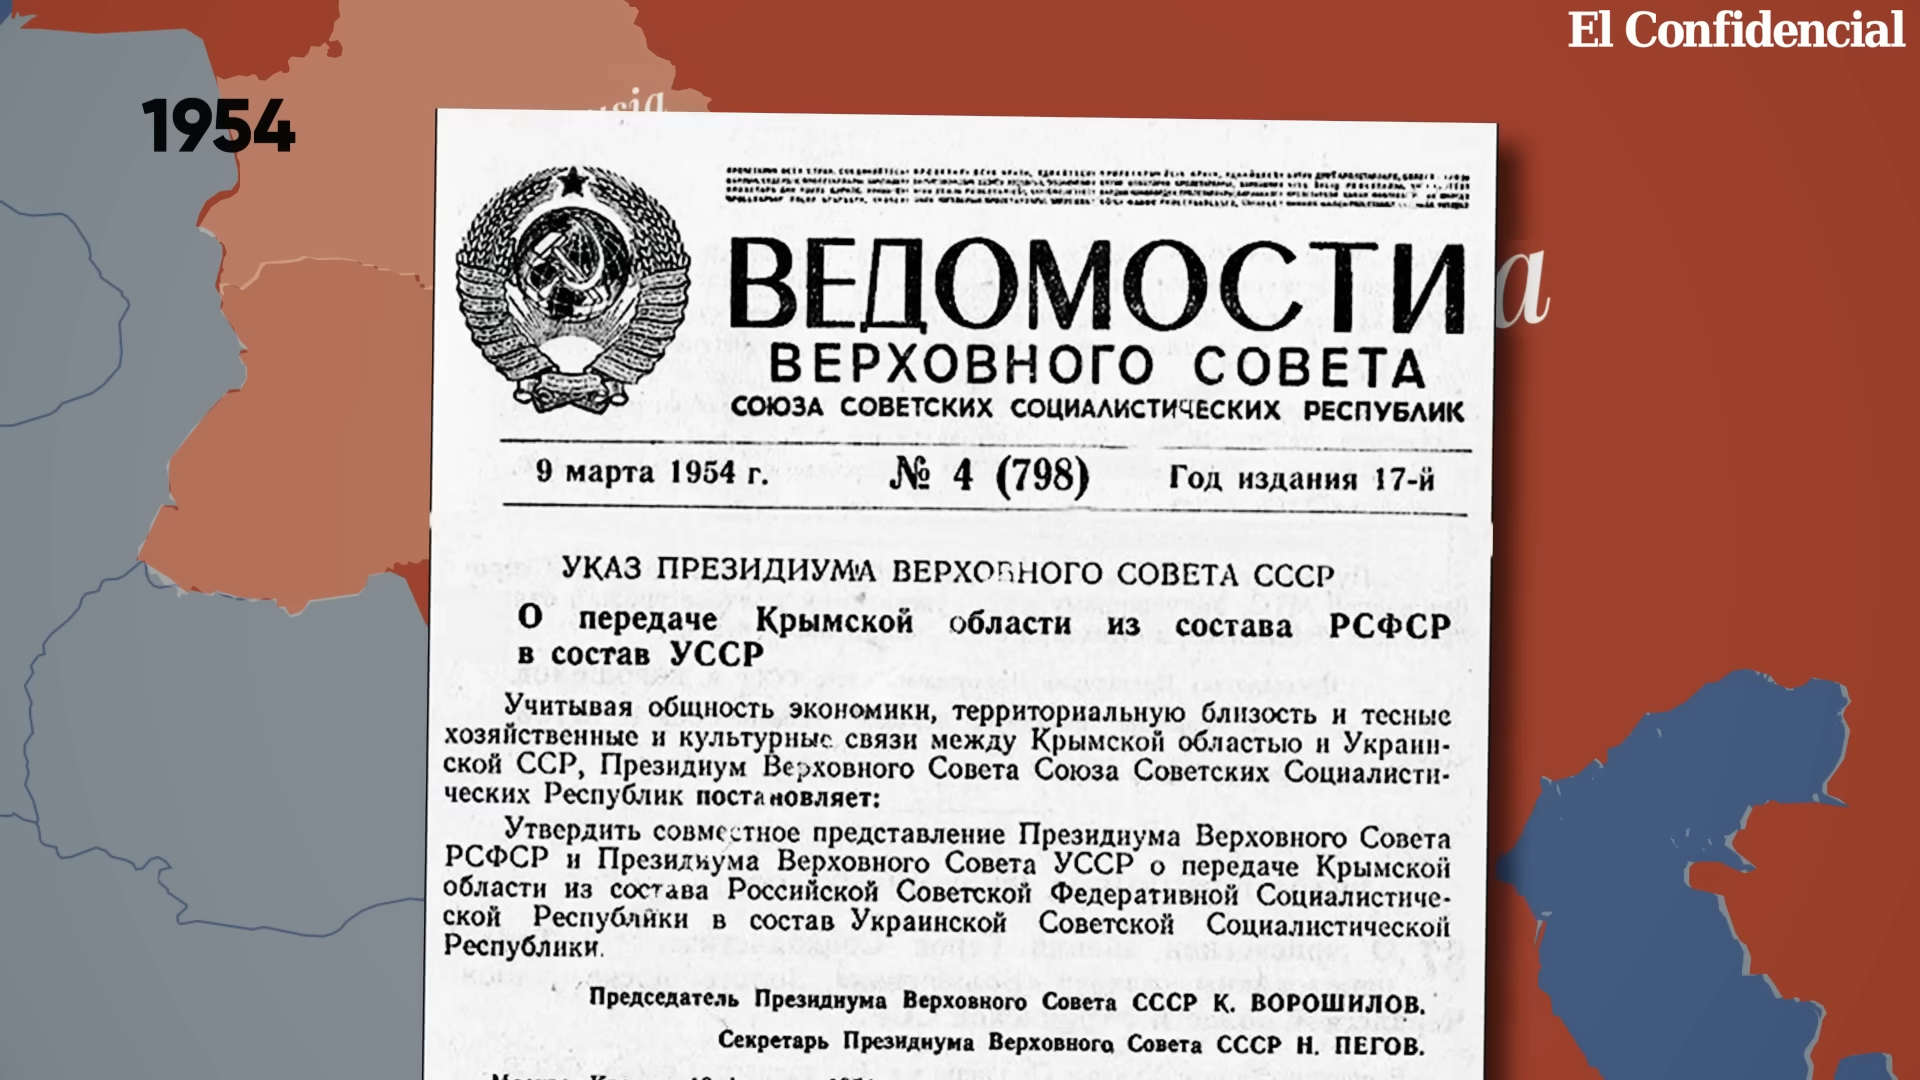 El Confidencial
1954
ВЕДОМОСТИ
ВЕРХОВНОГО СОВЕТА
СОЮЗА СОВЕТСКИХ СОЦИАЛИСТИЧЕСКИХ РЕСПУБЛИК
9 марта 1954 г. № 4 (798) Год издания 17-й
УКАЗ ПРЕЗИДИУМА ВЕРХОВНОГО СОВЕТА СССР
О передаче Крымской области из состава РСФСР
в состав УССР
Учитывая общность экономики, территориальную близость и тесные
хозяйственные и культурные связи между Крымской областью и Украин-
ской ССР, Президиум Верховного Совета Союза Советских Социалисти-
ческих Республик постановляет:
Утвердить совместное представление Президиума Верховного Совета
РСФСР и Президиума Верховного Совета УССР о передаче Крымской
области из состава Российской Советской Федеративной Социалистиче-
ской Республики в состав Украинской Советской Социалистической
Республики.
Председатель Президиума Верховного Совета СССР К. ВОРОШИЛОВ.
Секретарь Президиума Верховного Совета СССР Н. ПЕГОВ.